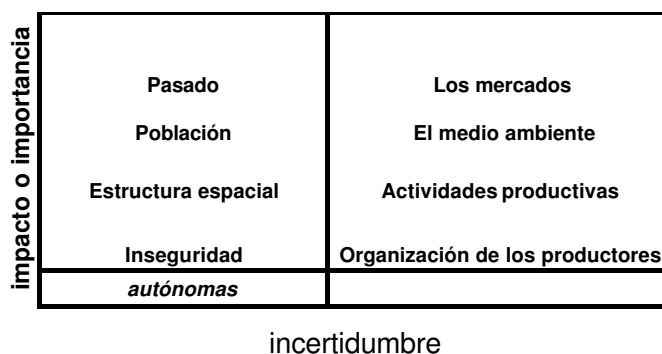 impacto o importancia
Pasado
Los mercados
Población
El medio ambiente
Estructura espacial
Actividades productivas
Inseguridad
Organización de los productores
autónomas
incertidumbre